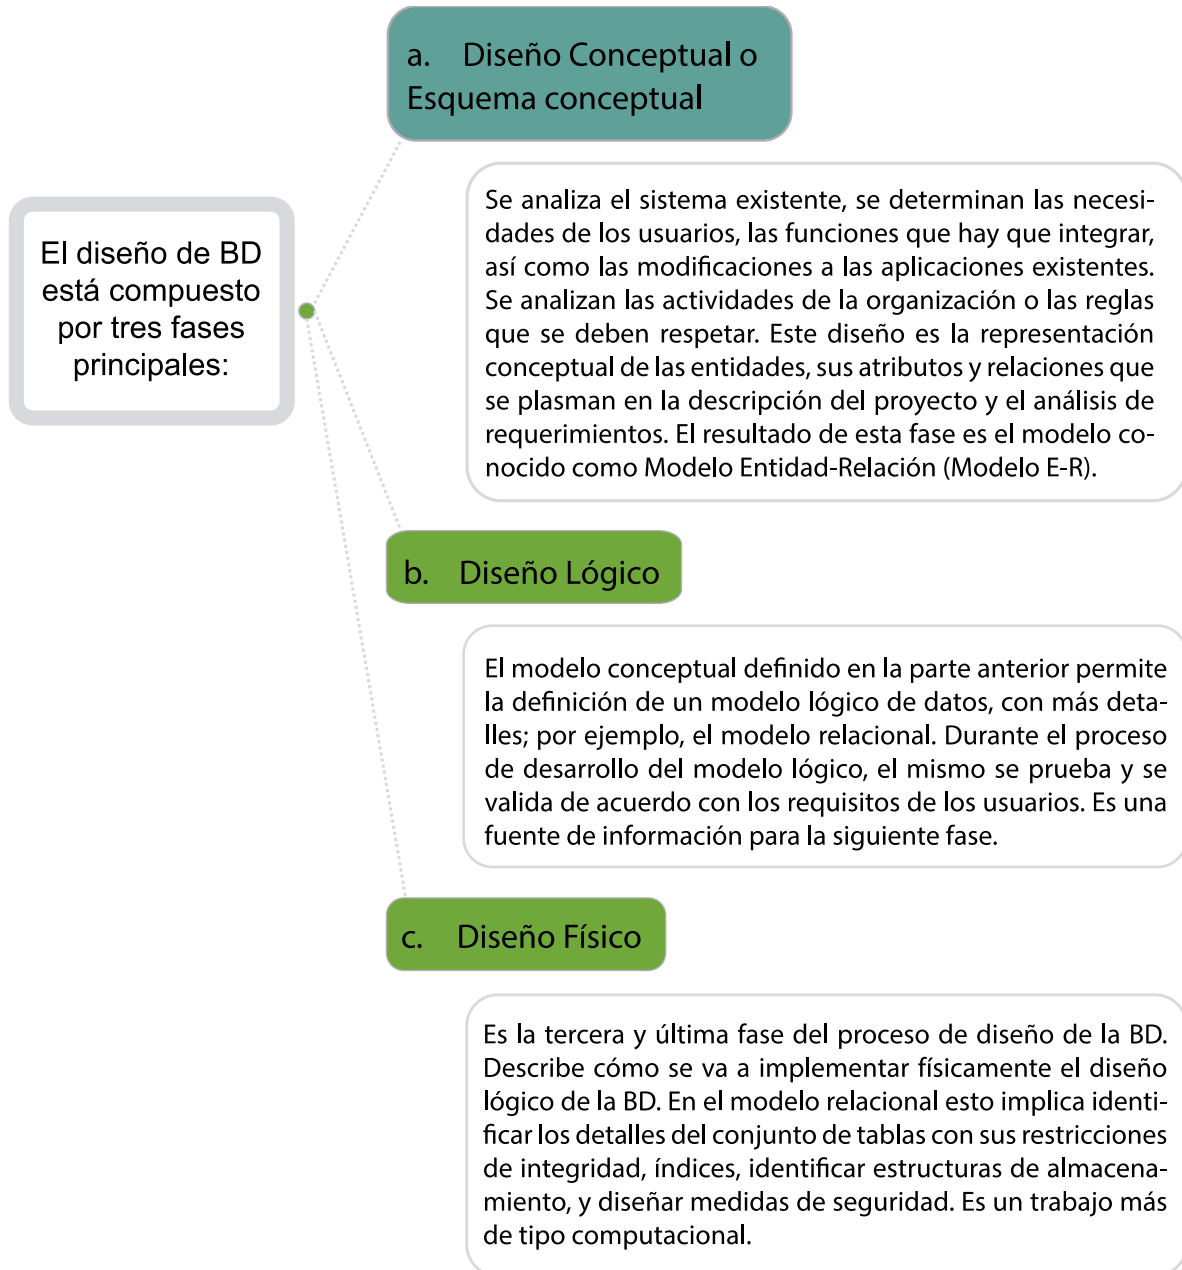 a. Diseño Conceptual o
Esquema conceptual
El diseño de BD
está compuesto
por tres fases
principales:
Se analiza el sistema existente, se determinan las necesi-
dades de los usuarios, las funciones que hay que integrar,
así como las modificaciones a las aplicaciones existentes.
Se analizan las actividades de la organización o las reglas
que se deben respetar. Este diseño es la representación
conceptual de las entidades, sus atributos y relaciones que
se plasman en la descripción del proyecto y el análisis de
requerimientos. El resultado de esta fase es el modelo co-
nocido como Modelo Entidad-Relación (Modelo E-R).
b. Diseño Lógico
El modelo conceptual definido en la parte anterior permite
la definición de un modelo lógico de datos, con más deta-
lles; por ejemplo, el modelo relacional. Durante el proceso
de desarrollo del modelo lógico, el mismo se prueba y se
valida de acuerdo con los requisitos de los usuarios. Es una
fuente de información para la siguiente fase.
c. Diseño Físico
Es la tercera y última fase del proceso de diseño de la BD.
Describe cómo se va a implementar físicamente el diseño
lógico de la BD. En el modelo relacional esto implica identi-
ficar los detalles del conjunto de tablas con sus restricciones
de integridad, índices, identificar estructuras de almacena-
miento, y diseñar medidas de seguridad. Es un trabajo más
de tipo computacional.